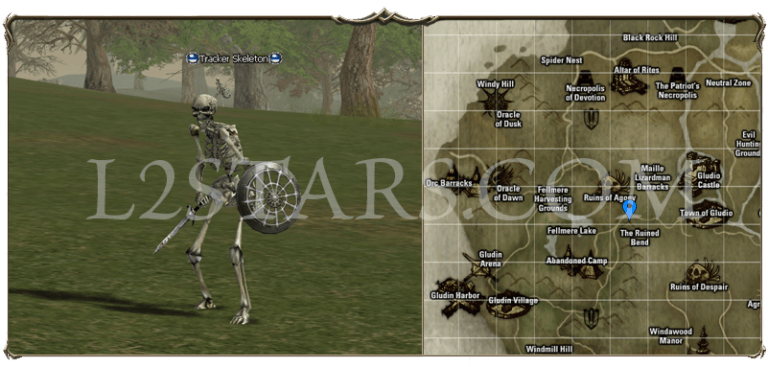 Tracker Skeleton
L2STARS.COM
Black Rock Hill
Spider Nest
Altar of Rites
Windy Hill
Necropolis
of Devotion
The Patriot's
Necropolis
Neutral Zone
Oracle
of Dusk
Evil
Hunting
Grounds
Maille
Lizardman
Barracks
Gludio
Castle
Orc Barracks
Oracle
of Dawn
Fellmere
Harvesting
Grounds
Ruins of Agony
Town of Gludio
Fellmere Lake
The Ruined
Bend
Gludin
Arena
Abandoned Camp
Ruins of Despair
Gludin Harbor
Gludin Village
Agr
Windawood
Manor
Windmill Hill